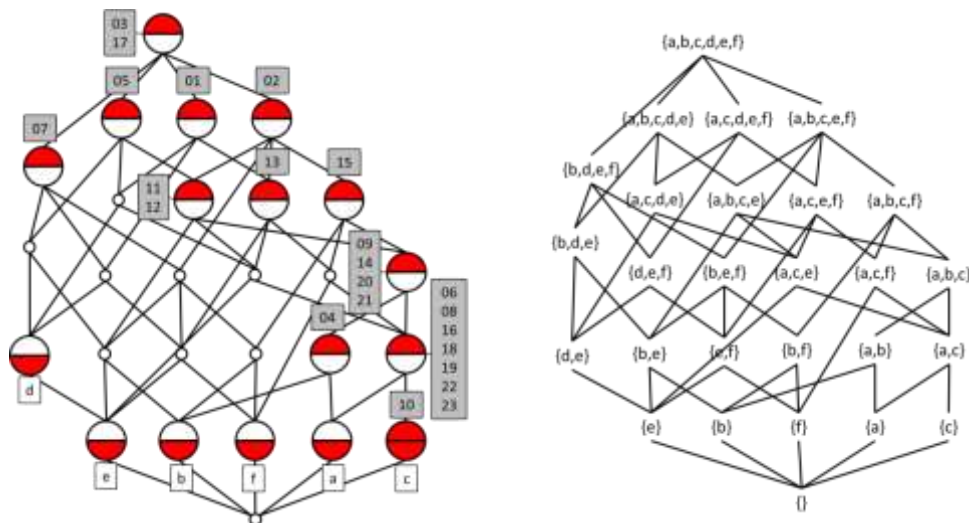 03
17
05
01
02
07
13
15
11
12
09
14
20
21
04
06
08
16
18
19
22
23
10
d
e
b
f
a
c
{a,b,c,d,e,f}
{a,b,c,d,e} {a,c,d,e,f} {a,b,c,e,f}
{b,d,e,f}
{a,c,d,e} {a,b,c,e} {a,c,e,f} {a,b,c,f}
{b,d,e}
{d,e,f} {b,e,f} {a,c,e} {a,c,f} {a,b,c}
{d,e} {b,e} {e,f} {b,f} {a,b} {a,c}
{e} {b} {f} {a} {c}
{}